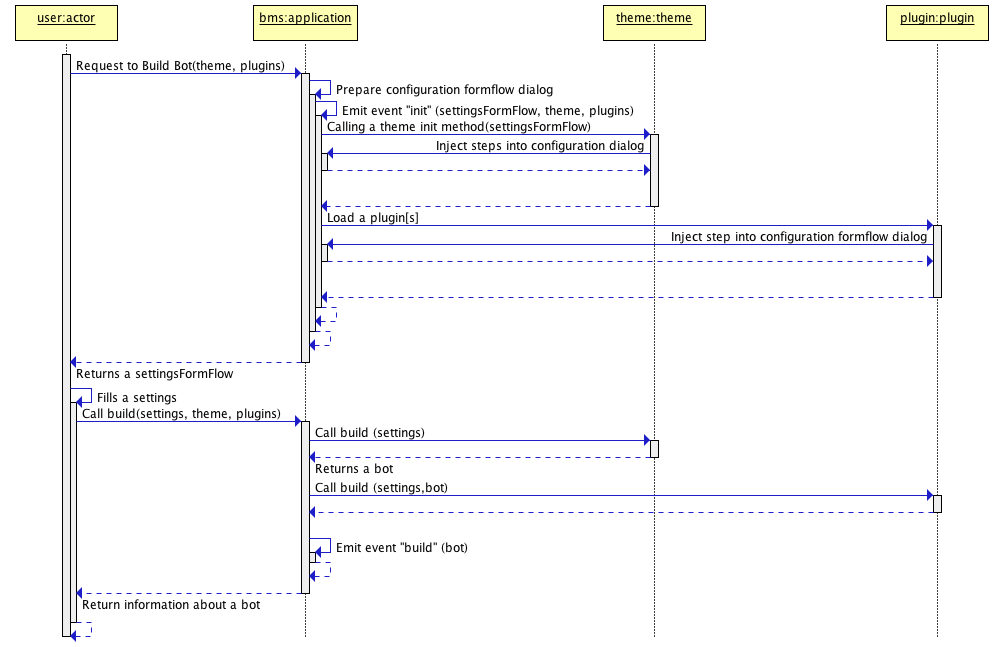 user:actor
bms:application
theme:theme
plugin:plugin
Request to Build Bot(theme, plugins)
Prepare configuration formflow dialog
Emit event "init" (settingsFormFlow, theme, plugins)
Calling a theme init method(settingsFormFlow)
Inject steps into configuration dialog
Load a plugin[s]
Inject step into configuration formflow dialog
Returns a settingsFormFlow
Fills a settings
Call build(settings, theme, plugins)
Call build (settings)
Returns a bot
Call build (settings,bot)
Emit event "build" (bot)
Return information about a bot